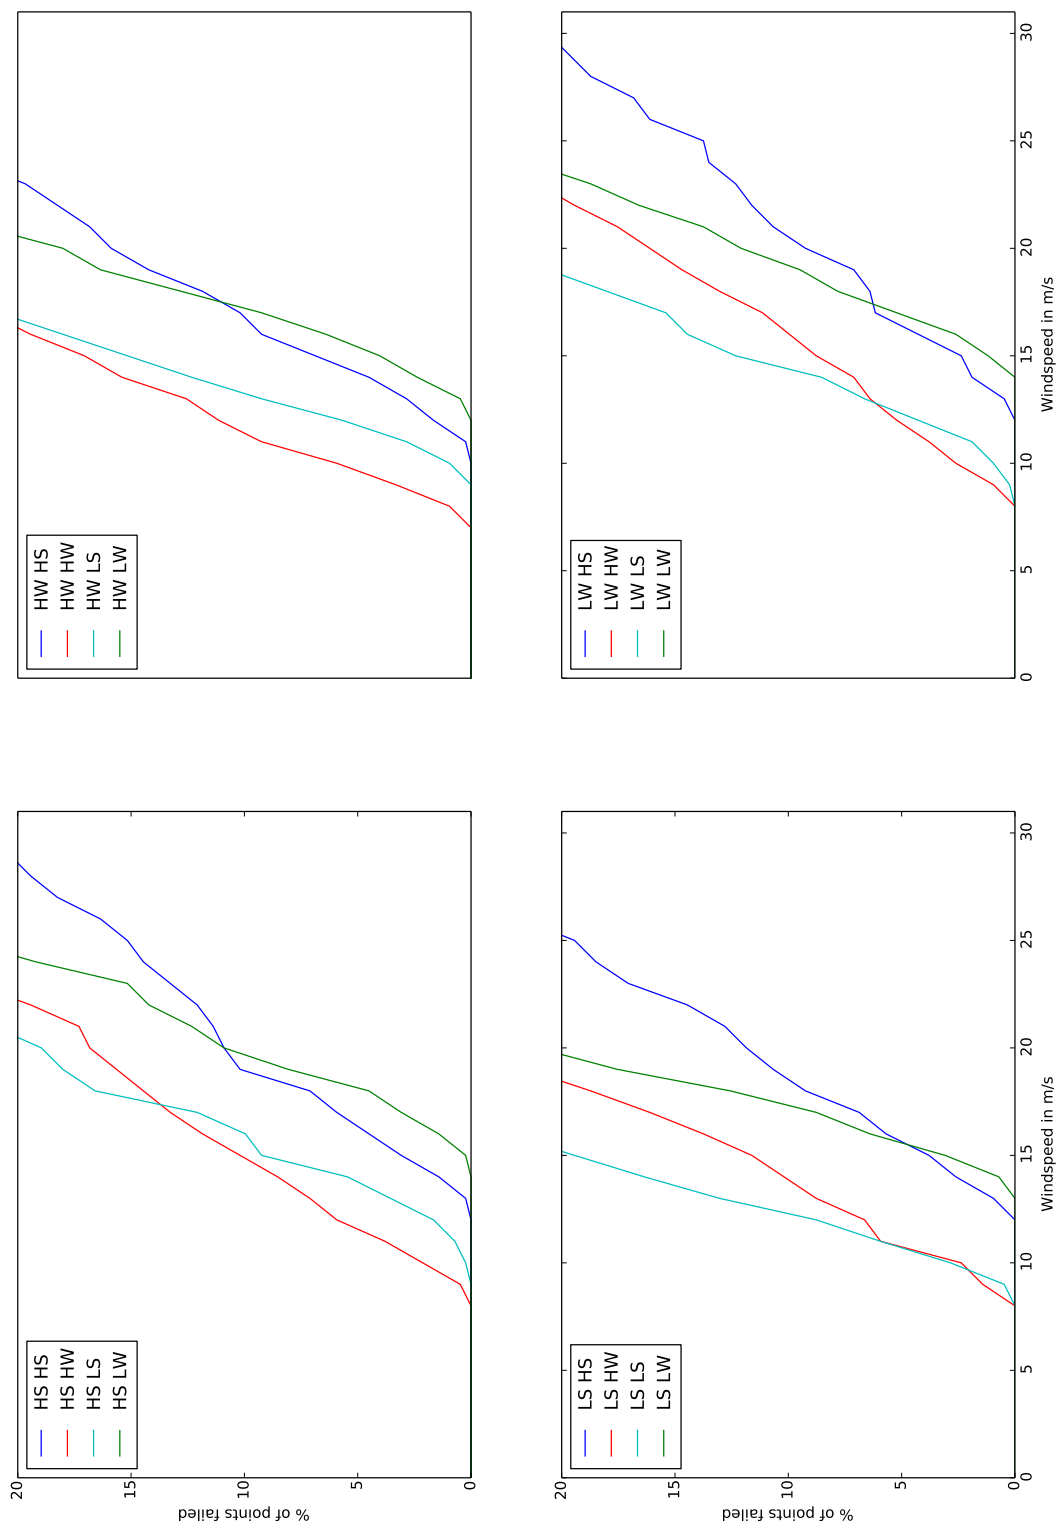 HS HS
HS HW
HS LS
HS LW
20
15
10
5
0
% of points failed
HW HS
HW HW
HW LS
HW LW
LS HS
LS HW
LS LS
LS LW
20
15
10
5
0
% of points failed
0
5
10
15
20
25
30
Windspeed in m/s
LW HS
LW HW
LW LS
LW LW
0
5
10
15
20
25
30
Windspeed in m/s